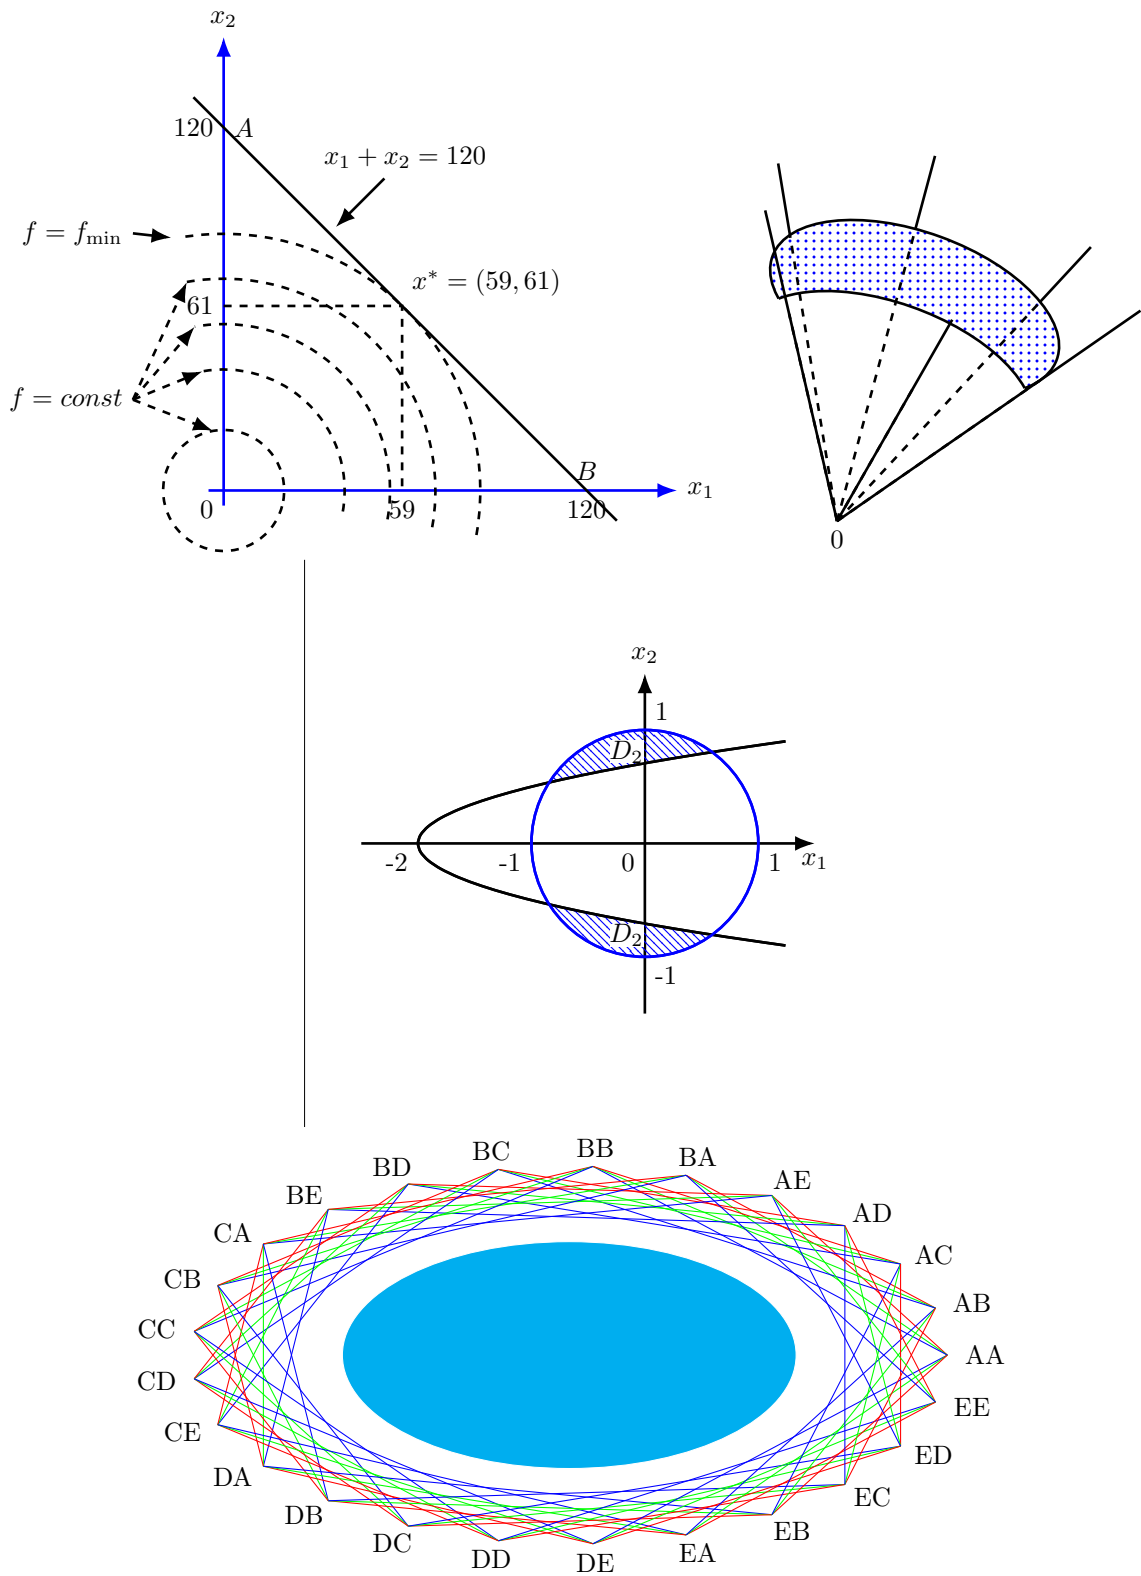 x₂
120
A
x₁ + x₂ = 120
f = f_min
x* = (59, 61)
61
f = const
B
x₁
0
59
120
0
x₂
1
D₂
-2
-1
0
1
x₁
D₂
-1
BB
BC
BA
BD
AE
BE
AD
CA
AC
CB
AB
CC
AA
CD
EE
CE
ED
DA
EC
DB
EB
DC
EA
DD
DE